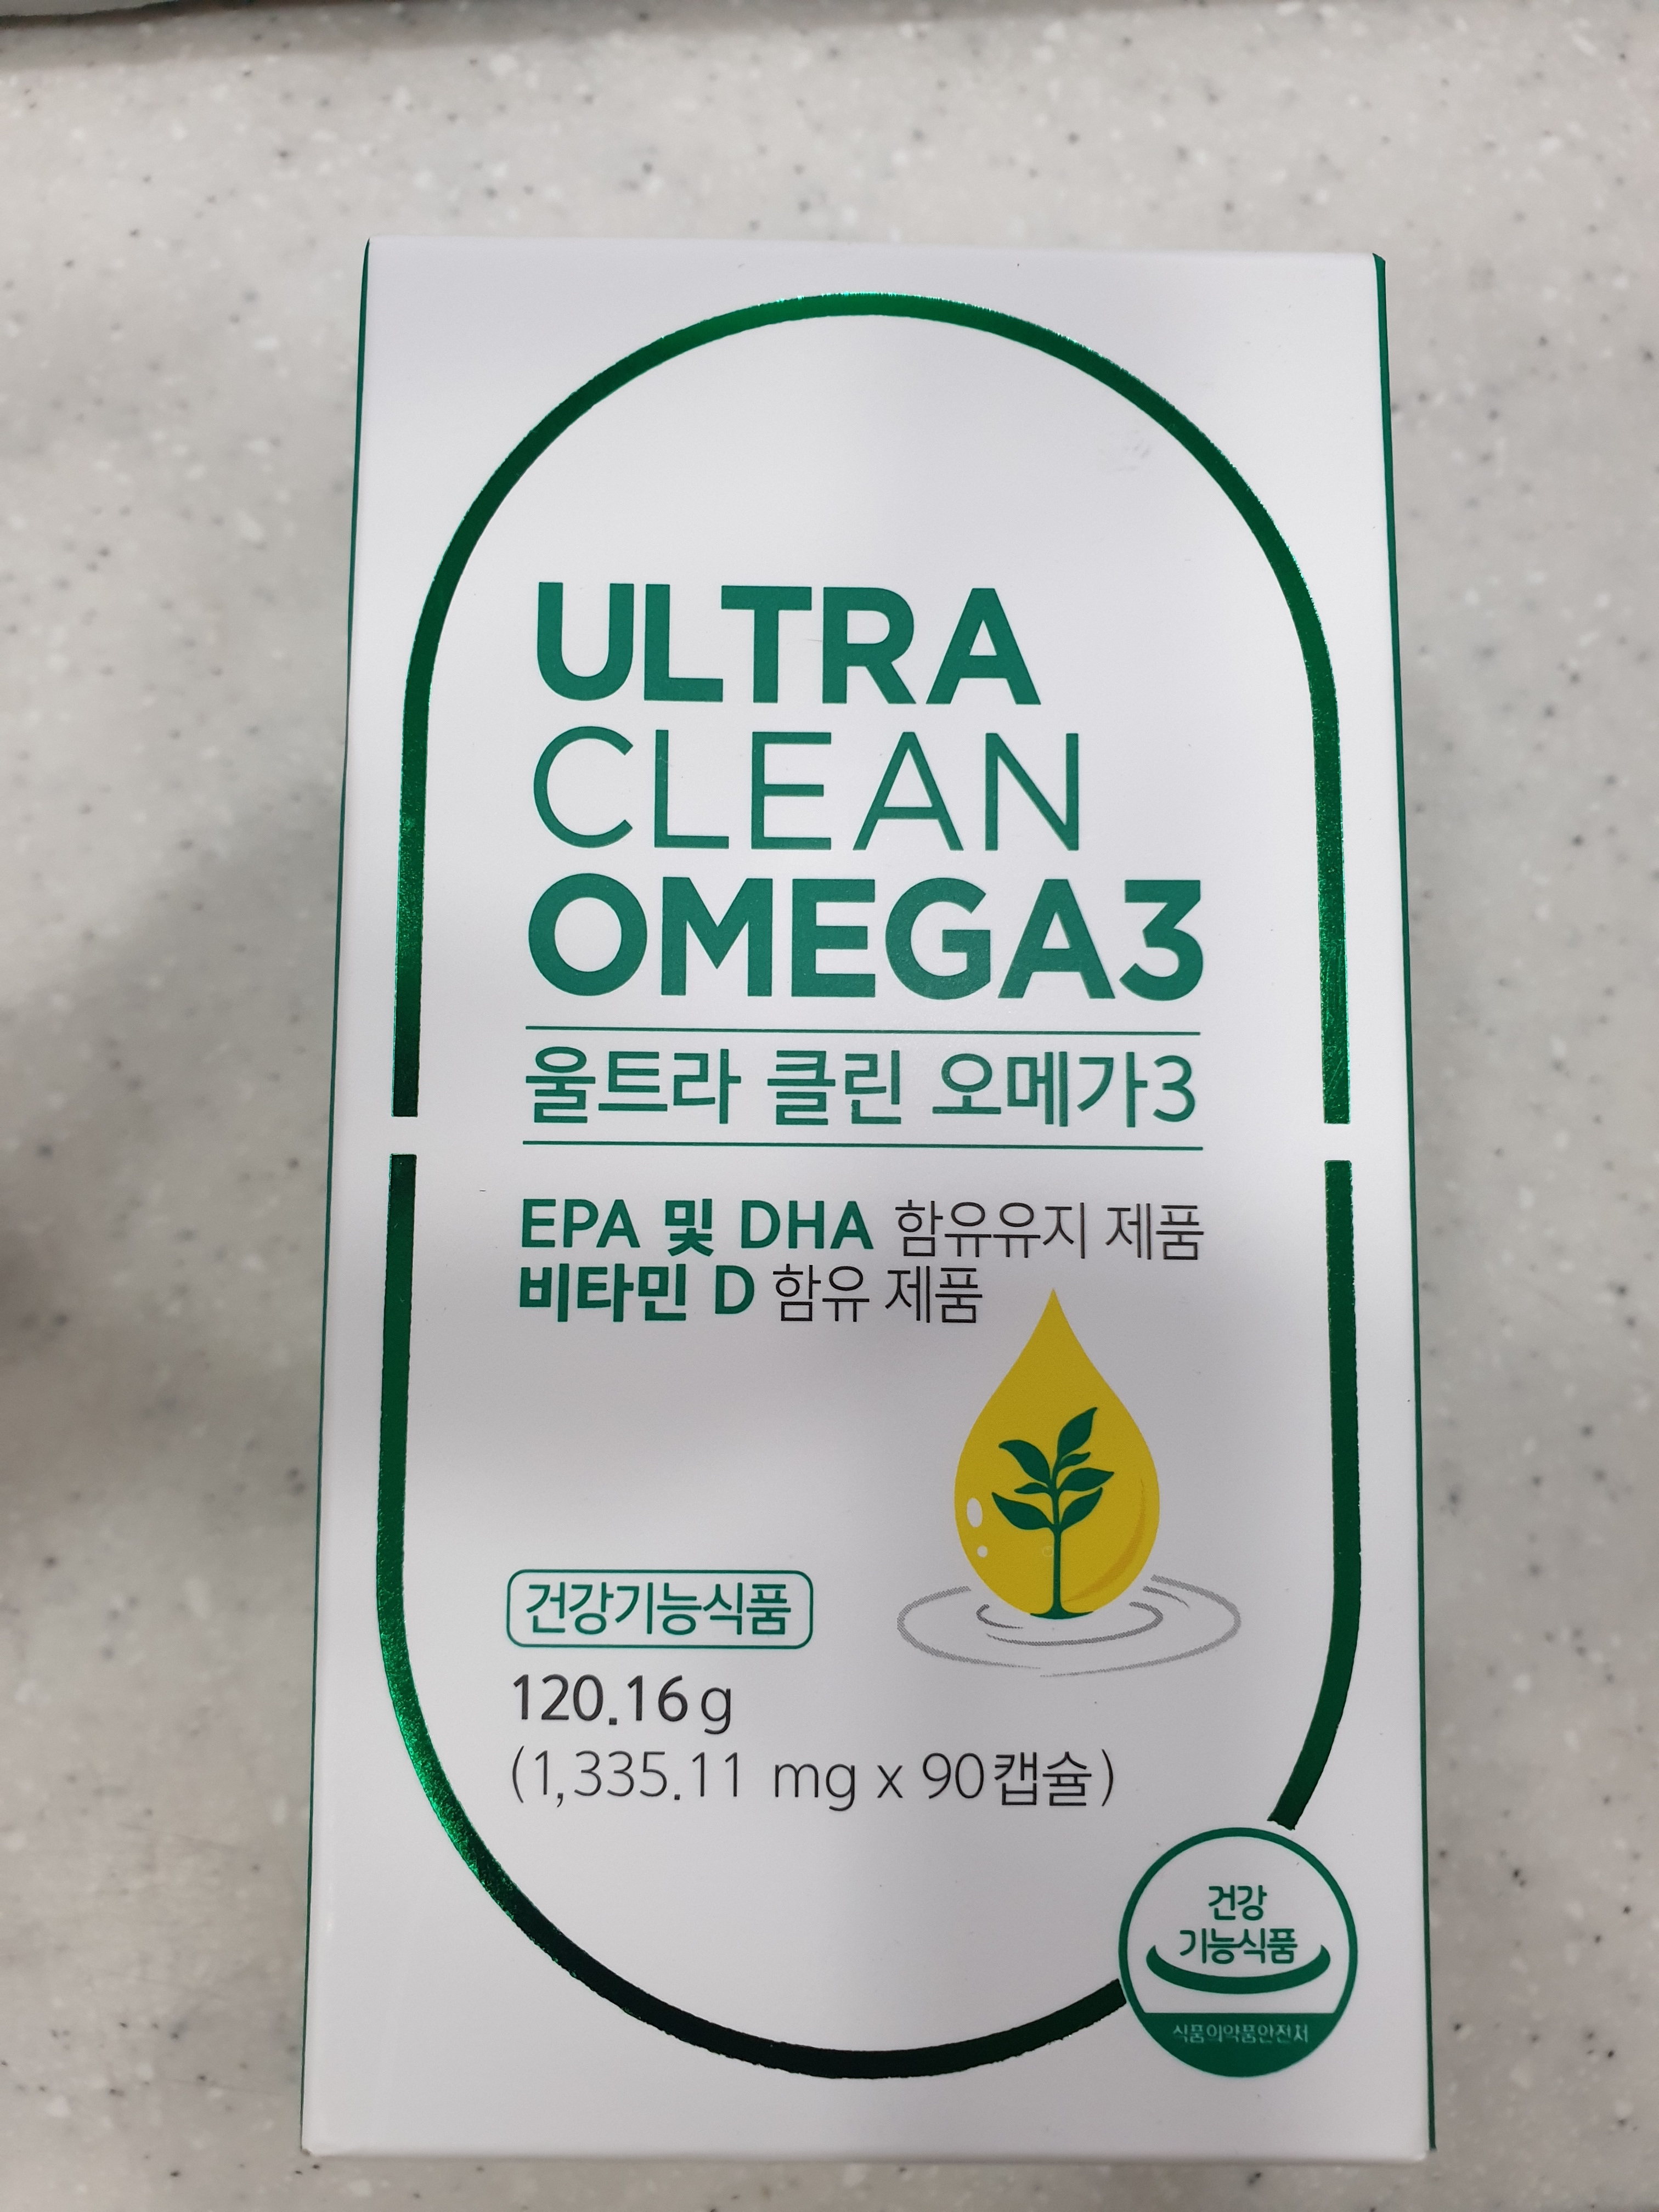 ULTRA
CLEAN
OMEGA3
울트라 클린 오메가3
EPA 및 DHA 함유유지 제품
비타민 D 함유 제품
건강기능식품
120.16 g
(1,335.11 mg x 90캡슐)
건강
기능식품
식품의약품안전처